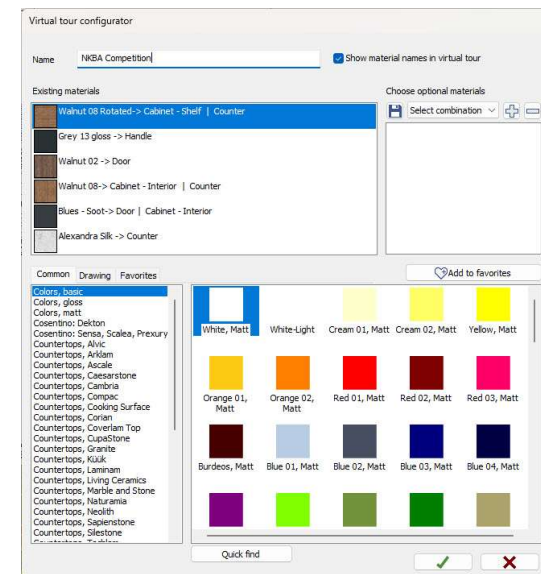 Virtual tour configurator
Name
NKBA Competition
Show material names in virtual tour
Existing materials
Choose optional materials
Walnut 08 Rotated-> Cabinet - Shelf | Counter
Select combination
Grey 13 gloss -> Handle
Walnut 02 -> Door
Walnut 08-> Cabinet - Interior | Counter
Blues - Soot-> Door | Cabinet - Interior
Alexandra Silk -> Counter
Common Drawing Favorites
Add to favorites
Colors, basic
Colors, gloss
Colors, matt
Cosentino: Dekton
Cosentino: Sensa, Scalea, Prexury
Countertops, Alvic
Countertops, Arklam
Countertops, Ascale
Countertops, Caesarstone
Countertops, Cambria
Countertops, Compac
Countertops, Cooking Surface
Countertops, Corian
Countertops, Coverlam Top
Countertops, CupaStone
Countertops, Granite
Countertops, Küük
Countertops, Laminam
Countertops, Living Ceramics
Countertops, Marble and Stone
Countertops, Naturamia
Countertops, Neolith
Countertops, Sapienstone
Countertops, Silestone
White, Matt White-Light Cream 01, Matt Cream 02, Matt Yellow, Matt
Orange 01, Matt Orange 02, Matt Red 01, Matt Red 02, Matt Red 03, Matt
Burdeos, Matt Blue 01, Matt Blue 02, Matt Blue 03, Matt Blue 04, Matt
Quick find